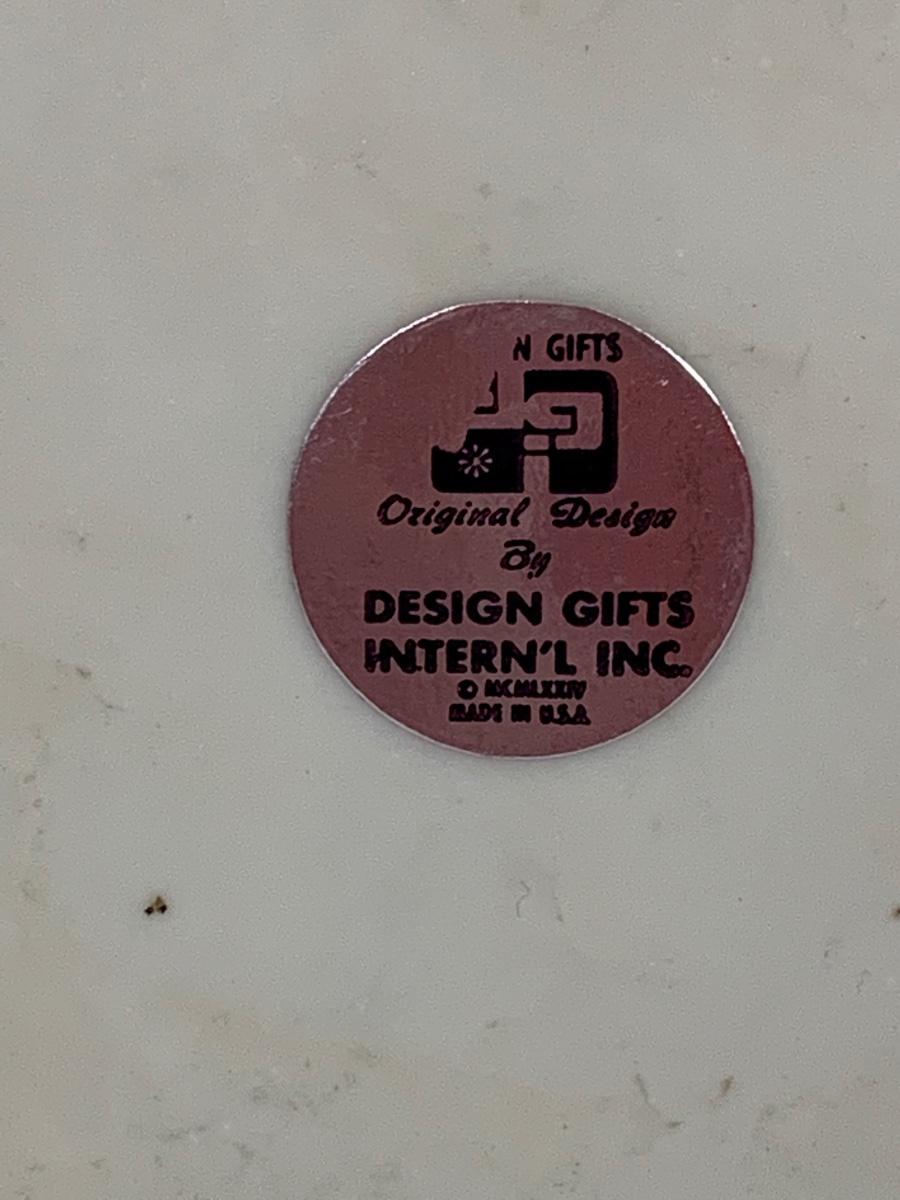 N GIFTS
Original Design
By
DESIGN GIFTS
INTERN'L INC.
© MCMLXXIV
MADE IN U.S.A.